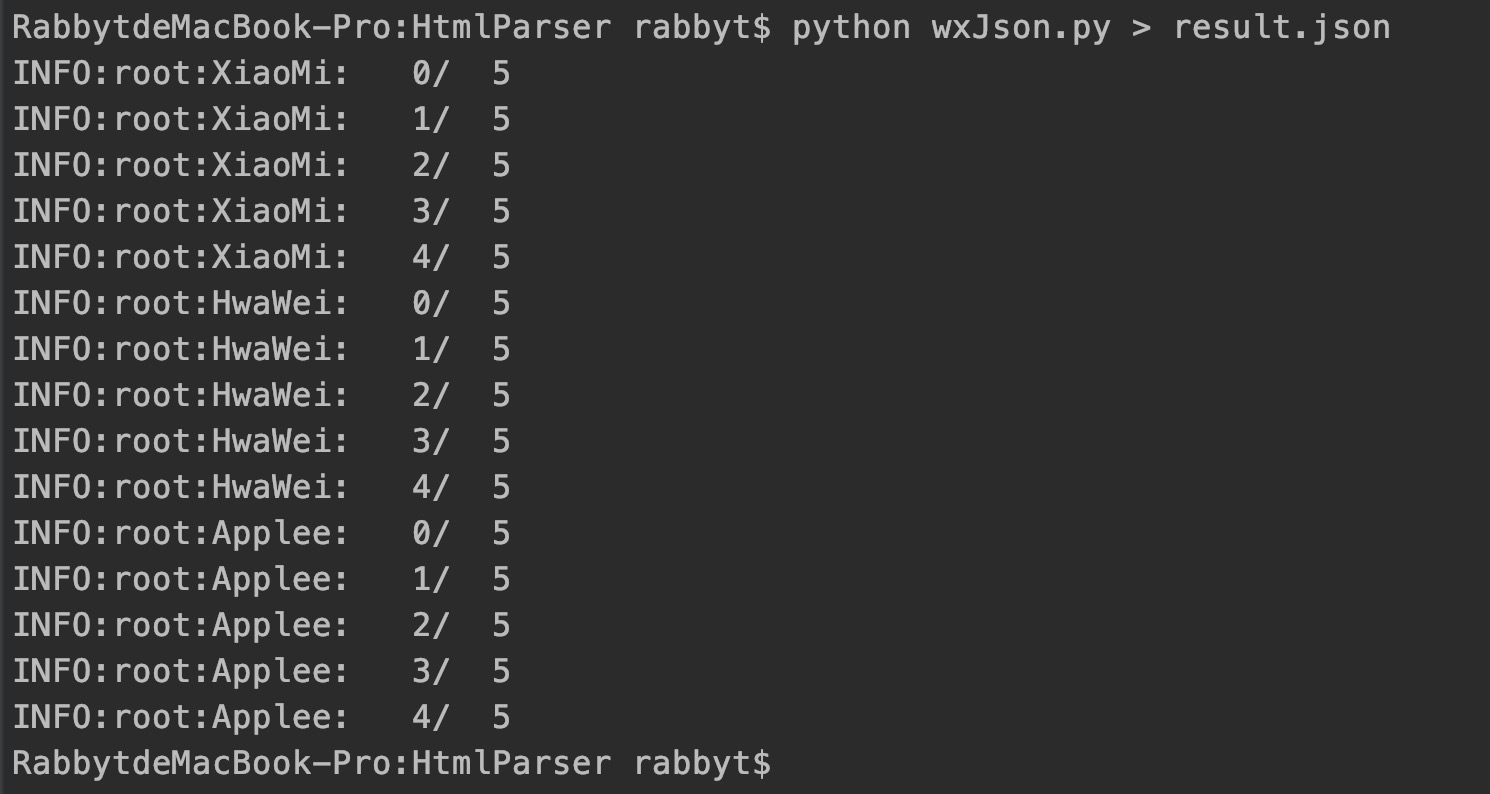 RabbytdeMacBook-Pro:HtmlParser rabbyt$ python wxJson.py > result.json
INFO:root:XiaoMi:   0/  5
INFO:root:XiaoMi:   1/  5
INFO:root:XiaoMi:   2/  5
INFO:root:XiaoMi:   3/  5
INFO:root:XiaoMi:   4/  5
INFO:root:HwaWei:   0/  5
INFO:root:HwaWei:   1/  5
INFO:root:HwaWei:   2/  5
INFO:root:HwaWei:   3/  5
INFO:root:HwaWei:   4/  5
INFO:root:Applee:   0/  5
INFO:root:Applee:   1/  5
INFO:root:Applee:   2/  5
INFO:root:Applee:   3/  5
INFO:root:Applee:   4/  5
RabbytdeMacBook-Pro:HtmlParser rabbyt$